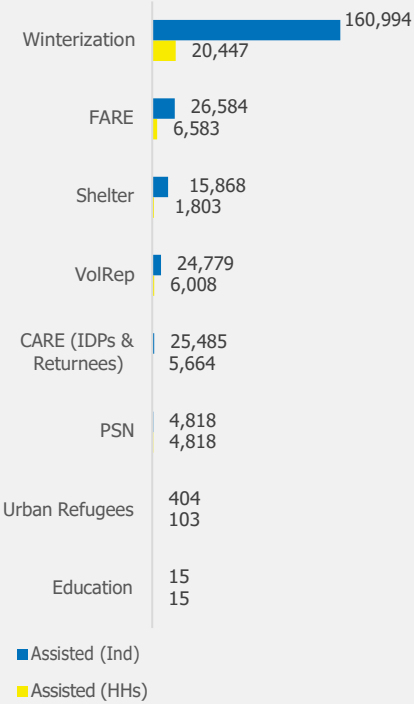 Winterization
160,994
20,447
FARE
26,584
6,583
Shelter
15,868
1,803
VolRep
24,779
6,008
CARE (IDPs &
Returnees)
25,485
5,664
PSN
4,818
4,818
Urban Refugees
404
103
Education
15
15
Assisted (Ind)
Assisted (HHs)